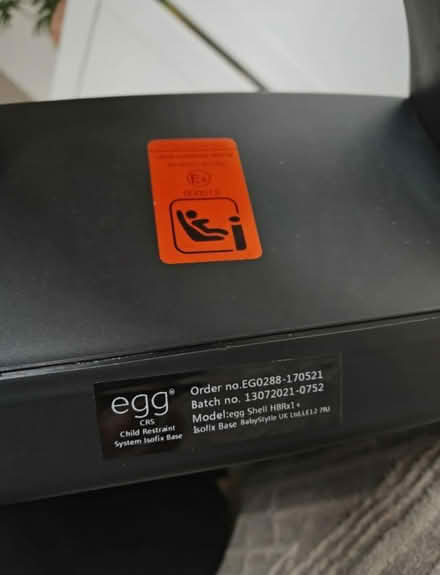 egg®
CRS
Child Restraint
System Isofix Base
Order no.EG0288-170521
Batch no. 13072021-0752
Model:egg Shell HBRx1+
Isofix Base BabyStyle UK Ltd,LE12 7RJ